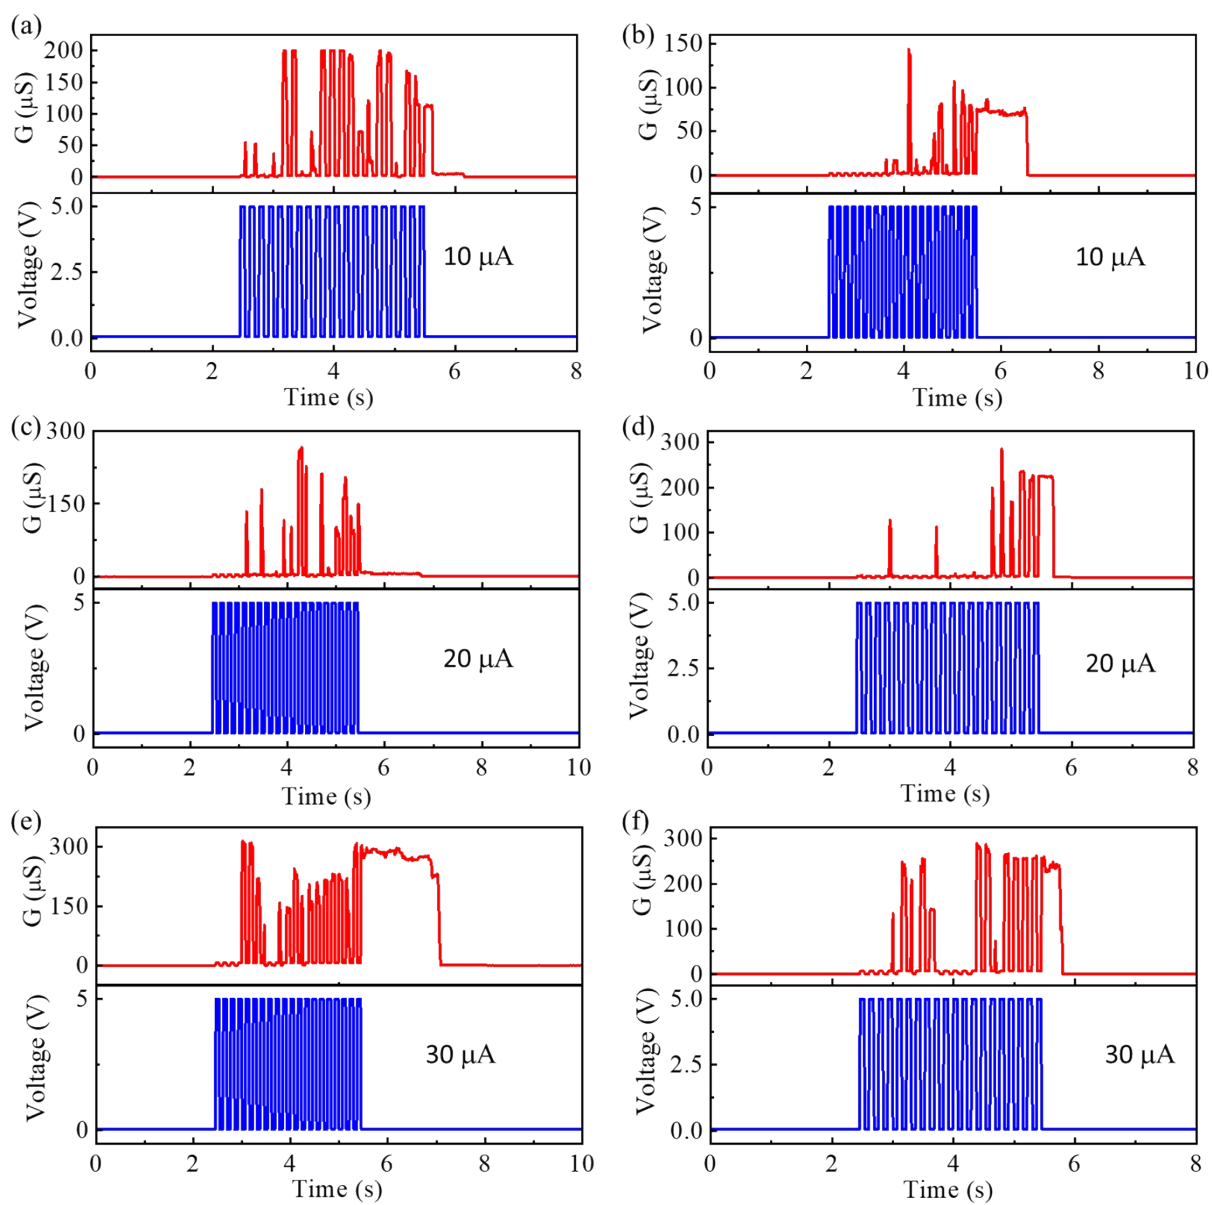 (a)
G (μS)
200
150
100
50
0
Voltage (V)
5.0
2.5
0.0
10 μA
0 2 4 6 8
Time (s)
(b)
G (μS)
150
100
50
0
Voltage (V)
5
0
10 μA
0 2 4 6 8 10
Time (s)
(c)
G (μS)
300
150
0
Voltage (V)
5
0
20 μA
0 2 4 6 8 10
Time (s)
(d)
G (μS)
300
200
100
0
Voltage (V)
5.0
2.5
0.0
20 μA
0 2 4 6 8
Time (s)
(e)
G (μS)
300
150
0
Voltage (V)
5
0
30 μA
0 2 4 6 8 10
Time (s)
(f)
G (μS)
300
200
100
0
Voltage (V)
5.0
2.5
0.0
30 μA
0 2 4 6 8
Time (s)